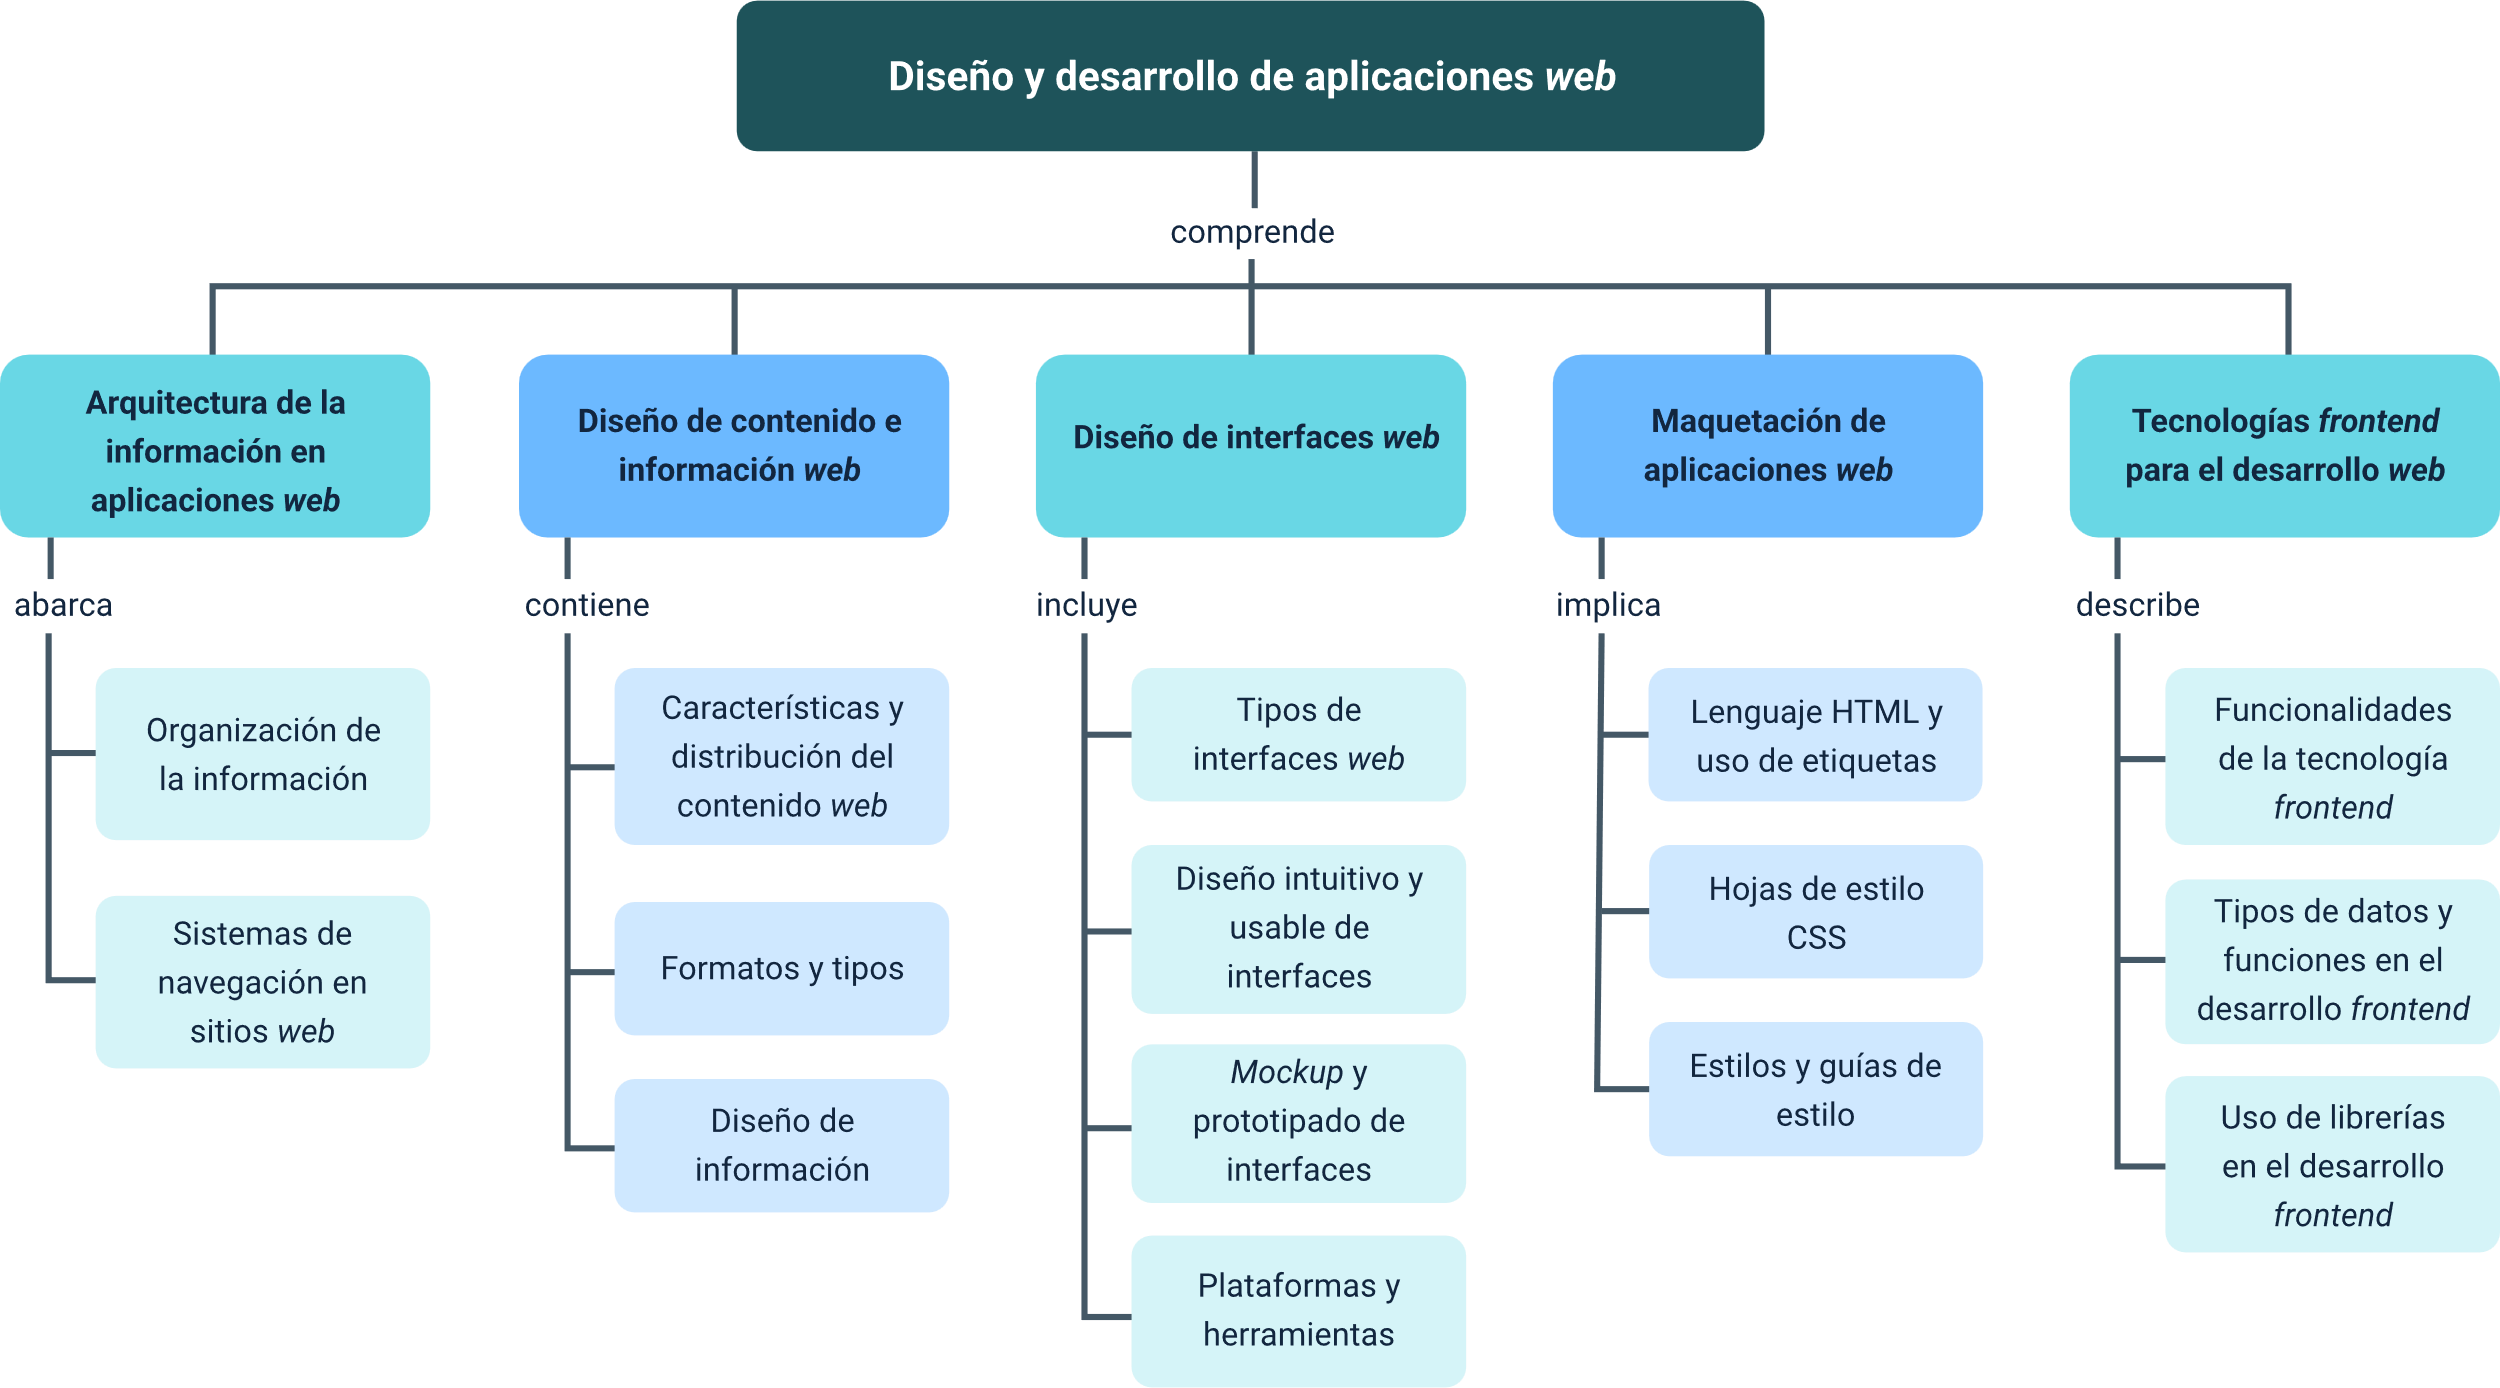 Diseño y desarrollo de aplicaciones web
comprende
Arquitectura de la
información en
aplicaciones web
abarca
Organización de
la información
Sistemas de
navegación en
sitios web
Diseño de contenido e
información web
contiene
Características y
distribución del
contenido web
Formatos y tipos
Diseño de
información
Diseño de interfaces web
incluye
Tipos de
interfaces web
Diseño intuitivo y
usable de
interfaces
Mockup y
prototipado de
interfaces
Plataformas y
herramientas
Maquetación de
aplicaciones web
implica
Lenguaje HTML y
uso de etiquetas
Hojas de estilo
CSS
Estilos y guías de
estilo
Tecnologías fontend
para el desarrollo web
describe
Funcionalidades
de la tecnología
frontend
Tipos de datos y
funciones en el
desarrollo frontend
Uso de librerías
en el desarrollo
frontend